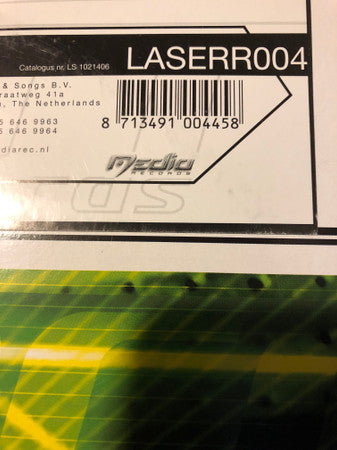 Catalogus nr. LS 1021406
LASERR004
& Songs B.V.
raatweg 41a
, The Netherlands
5 646 9963
5 646 9964
diarec.nl
8 713491 004458
Media
RECORDS